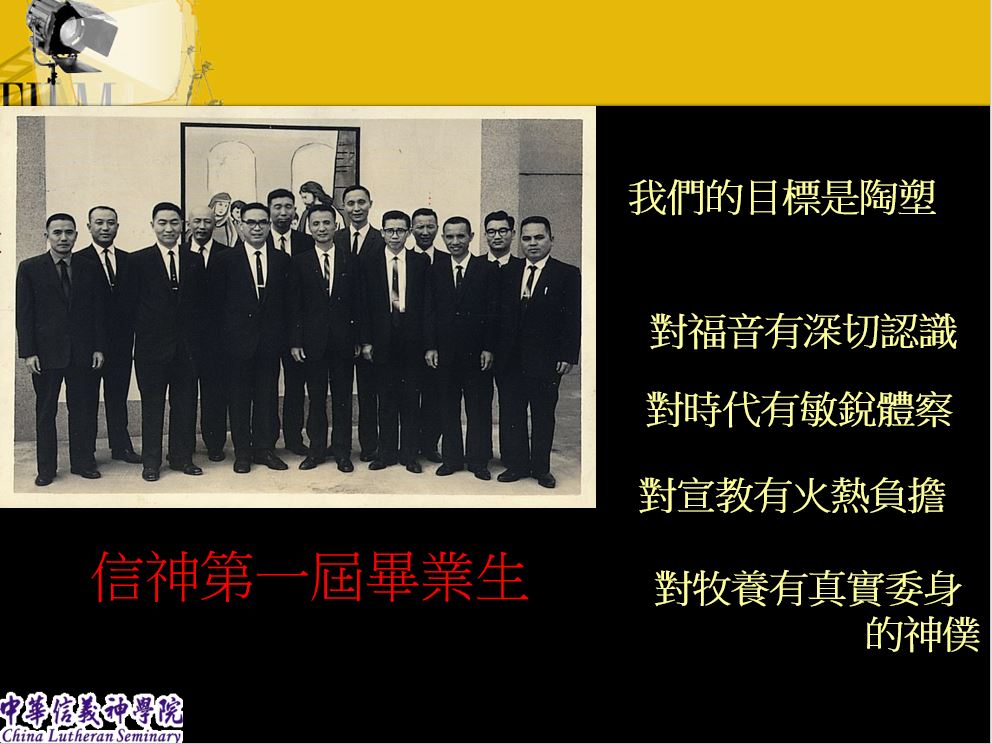 FILM
我們的目標是陶塑
對福音有深切認識
對時代有敏銳體察
對宣教有火熱負擔
對牧養有真實委身
的神僕
信神第一屆畢業生
中華信義神學院
China Lutheran Seminary